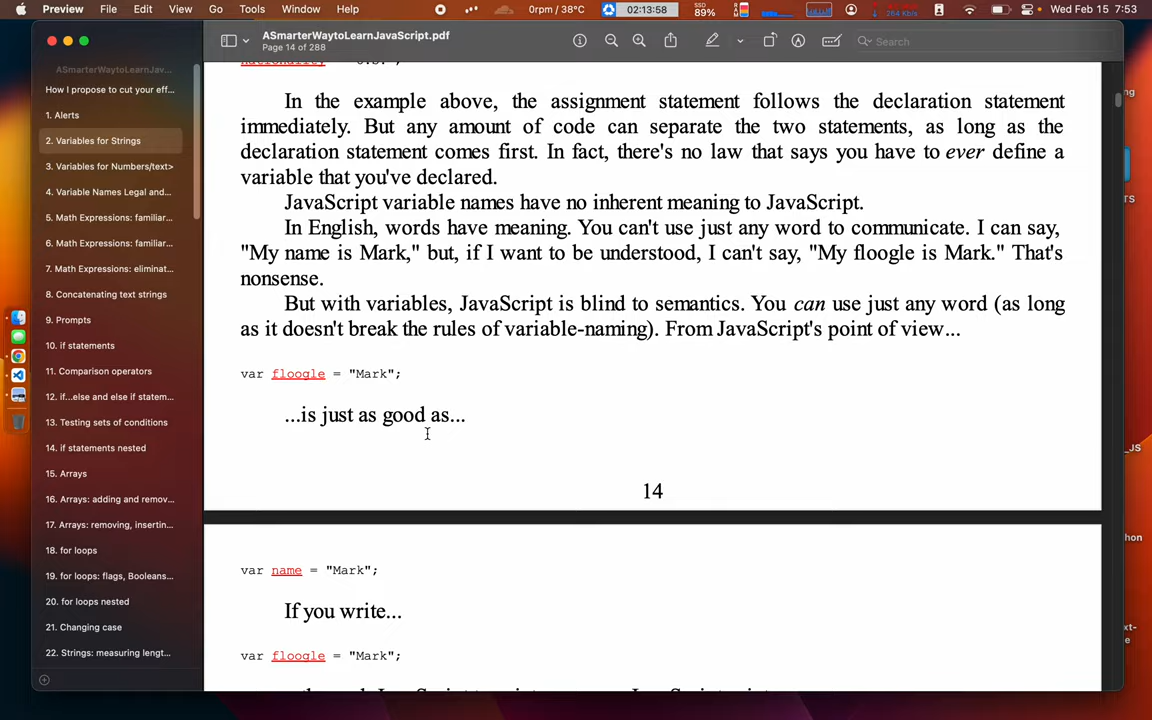 Preview File Edit View Go Tools Window Help 0rpm / 38°C 02:13:58 SSD 89% Wed Feb 15 7:53
ASmarterWaytoLearnJavaScript.pdf
Page 14 of 288
Search
ASmarterWaytoLearnJav...
How I propose to cut your eff...
1. Alerts
2. Variables for Strings
3. Variables for Numbers/text>
4. Variable Names Legal and...
5. Math Expressions: familiar...
6. Math Expressions: familiar...
7. Math Expressions: eliminat...
8. Concatenating text strings
9. Prompts
10. if statements
11. Comparison operators
12. if...else and else if statem...
13. Testing sets of conditions
14. if statements nested
15. Arrays
16. Arrays: adding and remov...
17. Arrays: removing, insertin...
18. for loops
19. for loops: flags, Booleans...
20. for loops nested
21. Changing case
22. Strings: measuring lengt...
In the example above, the assignment statement follows the declaration statement
immediately. But any amount of code can separate the two statements, as long as the
declaration statement comes first. In fact, there's no law that says you have to ever define a
variable that you've declared.
JavaScript variable names have no inherent meaning to JavaScript.
In English, words have meaning. You can't use just any word to communicate. I can say,
"My name is Mark," but, if I want to be understood, I can't say, "My floogle is Mark." That's
nonsense.
But with variables, JavaScript is blind to semantics. You can use just any word (as long
as it doesn't break the rules of variable-naming). From JavaScript's point of view...
var floogle = "Mark";
...is just as good as...
14
var name = "Mark";
If you write...
var floogle = "Mark";
ng
TS
_JS
hon
xt-
e